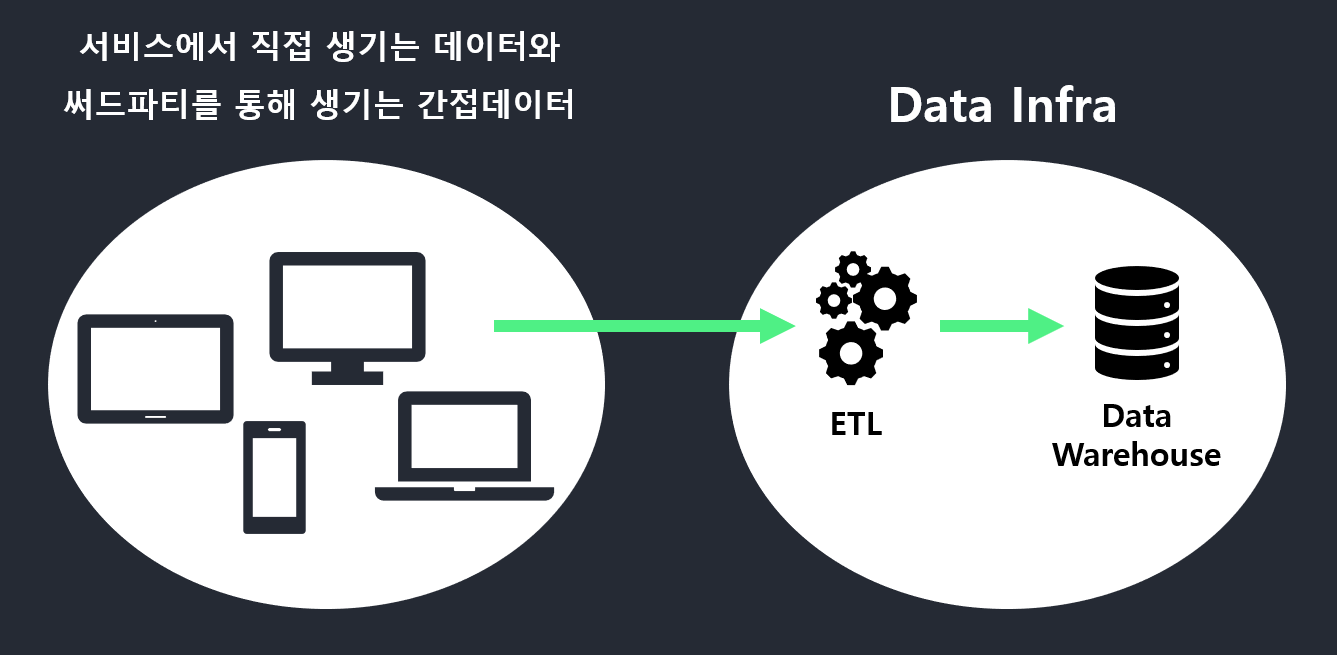 서비스에서 직접 생기는 데이터와
써드파티를 통해 생기는 간접데이터
Data Infra
ETL
Data
Warehouse